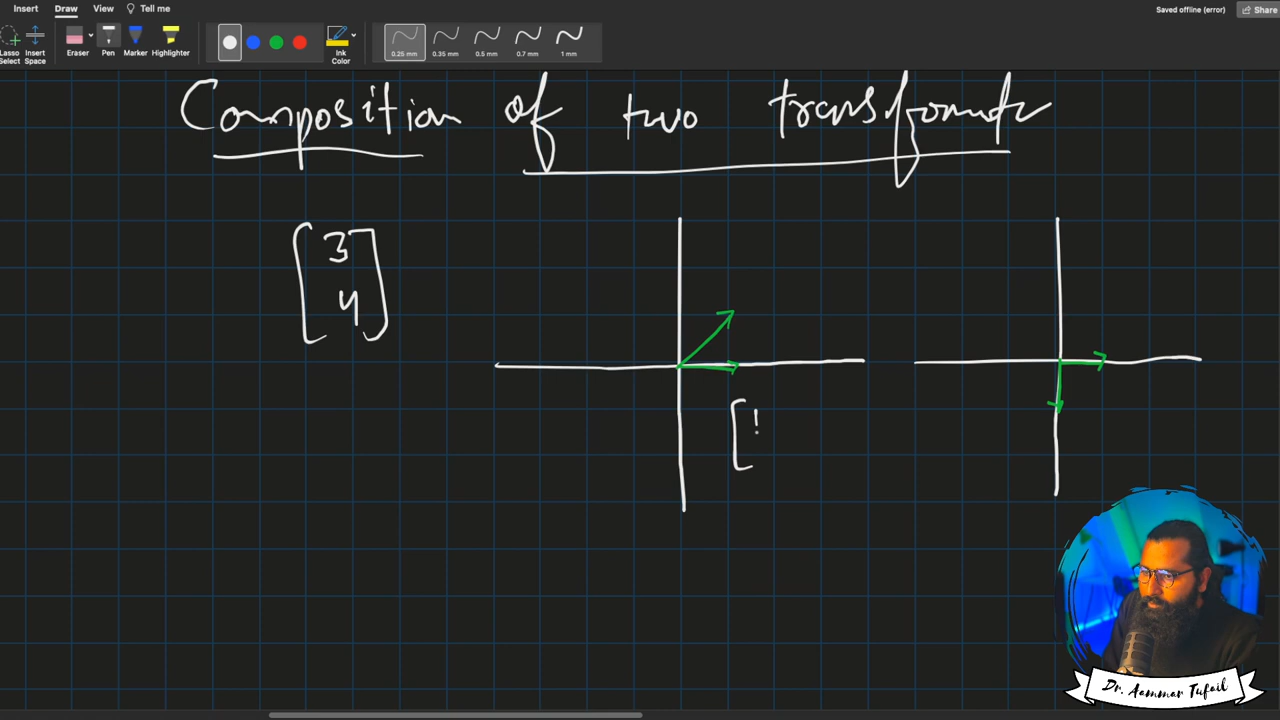 Insert Draw View Tell me
Saved offline (error) Share
Lasso Select
Insert Space
Eraser
Pen
Marker
Highlighter
Ink Color
0.25 mm 0.35 mm 0.5 mm 0.7 mm 1 mm
Composition of two
3
4
Dr. Aammar Tufail